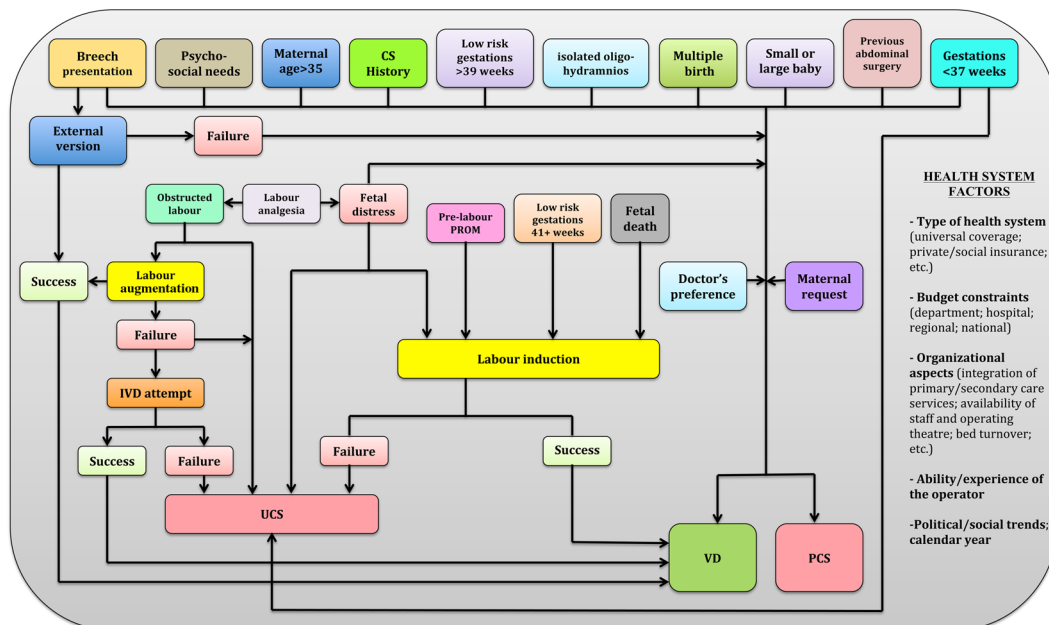 Breech
presentation
Psycho-
social needs
Maternal
age>35
CS
History
Low risk
gestations
>39 weeks
isolated oligo-
hydramnios
Multiple
birth
Small or
large baby
Previous
abdominal
surgery
Gestations
<37 weeks
External
version
Failure
Obstructed
labour
Labour
analgesia
Fetal
distress
Pre-labour
PROM
Low risk
gestations
41+ weeks
Fetal
death
Success
Labour
augmentation
Doctor's
preference
Maternal
request
Failure
Labour induction
IVD attempt
Success
Failure
Failure
Success
UCS
VD
PCS
HEALTH SYSTEM
FACTORS
- Type of health system
(universal coverage;
private/social insurance;
etc.)
- Budget constraints
(department; hospital;
regional; national)
- Organizational
aspects (integration of
primary/secondary care
services; availability of
staff and operating
theatre; bed turnover;
etc.)
- Ability/experience of
the operator
-Political/social trends;
calendar year